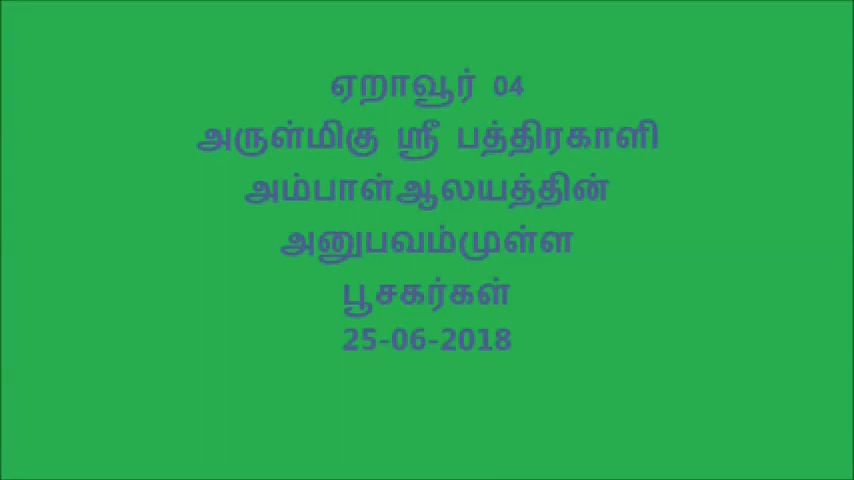 ஏறாவூர் 04
அருள்மிகு ஸ்ரீ பத்திரகாளி
அம்பாள்ஆலயத்தின்
அனுபவம்முள்ள
பூசகர்கள்
25-06-2018